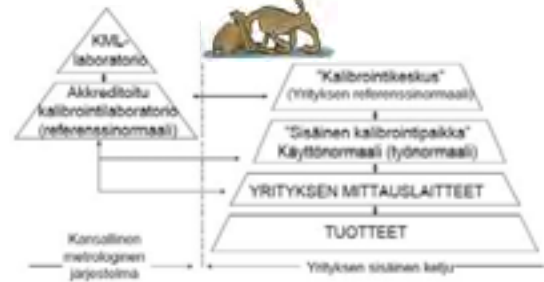 KML-
laboratorio
Akkreditoitu
kalibrointilaboratorio
(referenssinormaali)
"Kalibrointikeskus"
(Yrityksen referenssinormaali)
"Sisäinen kalibrointipaikka"
Käyttönormaali (työnormaali)
YRITYKSEN MITTAUSLAITTEET
TUOTTEET
Kansallinen
metrologinen
järjestelmä
Yrityksen sisäinen ketju